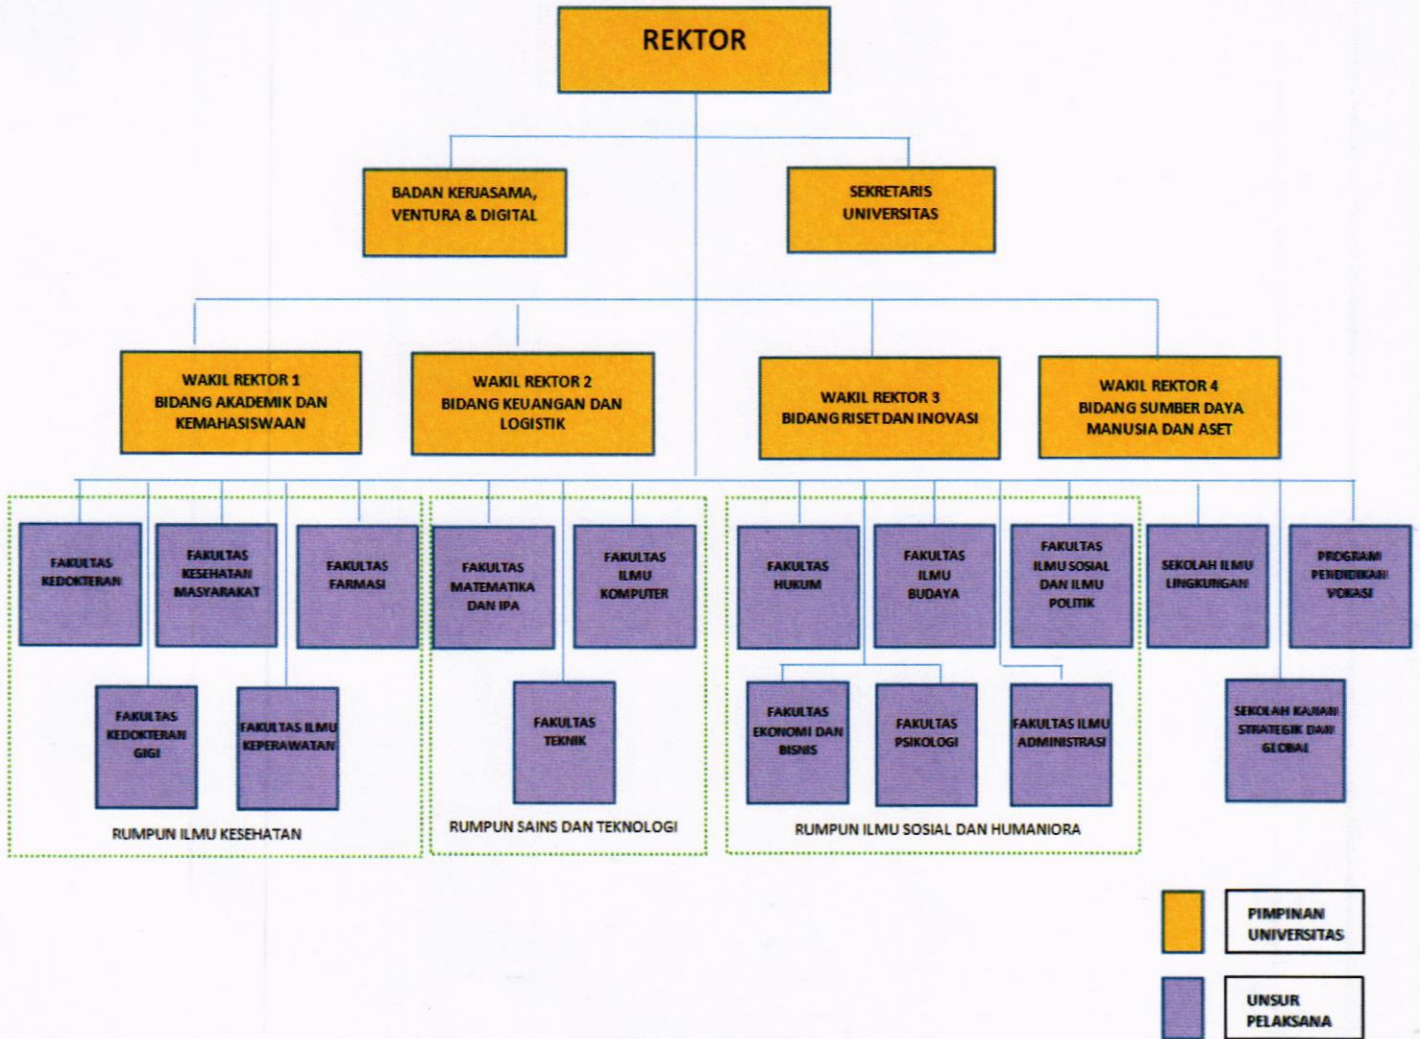 REKTOR
BADAN KERJASAMA,
VENTURA & DIGITAL
SEKRETARIS
UNIVERSITAS
WAKIL REKTOR 1
BIDANG AKADEMIK DAN
KEMAHASISWAAN
WAKIL REKTOR 2
BIDANG KEUANGAN DAN
LOGISTIK
WAKIL REKTOR 3
BIDANG RISET DAN INOVASI
WAKIL REKTOR 4
BIDANG SUMBER DAYA
MANUSIA DAN ASET
FAKULTAS
KEDOKTERAN
FAKULTAS
KESEHATAN
MASYARAKAT
FAKULTAS
FARMASI
FAKULTAS
MATEMATIKA
DAN IPA
FAKULTAS
ILMU
KOMPUTER
FAKULTAS
HUKUM
FAKULTAS
ILMU
BUDAYA
FAKULTAS
ILMU SOSIAL
DAN ILMU
POLITIK
SEKOLAH ILMU
LINGKUNGAN
PROGRAM
PENDIDIKAN
VOKASI
FAKULTAS
KEDOKTERAN
GIGI
FAKULTAS ILMU
KEPERAWATAN
FAKULTAS
TEKNIK
FAKULTAS
EKONOMI DAN
BISNIS
FAKULTAS
PSIKOLOGI
FAKULTAS ILMU
ADMINISTRASI
SEKOLAH KAJIAN
STRATEGIK DAN
GLOBAL
RUMPUN ILMU KESEHATAN
RUMPUN SAINS DAN TEKNOLOGI
RUMPUN ILMU SOSIAL DAN HUMANIORA
PIMPINAN
UNIVERSITAS
UNSUR
PELAKSANA